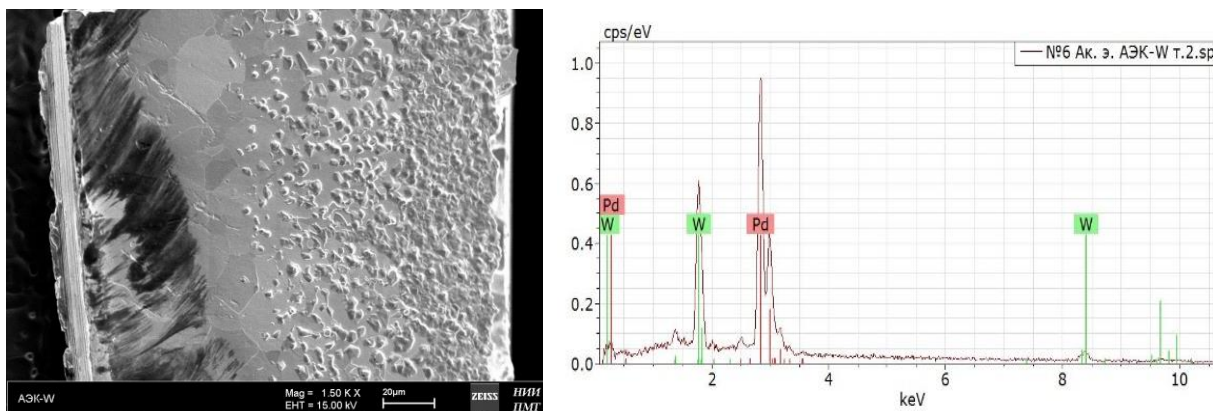 АЭК-W
Mag = 1.50 K X
EHT = 15.00 kV
20µm
ZEISS
НИИ
ПМТ
cps/eV
№6 Ак. э. АЭК-W т.2.sp
1.0
0.8
0.6
0.4
0.2
0.0
Pd
W
W
Pd
W
2
4
6
8
10
keV